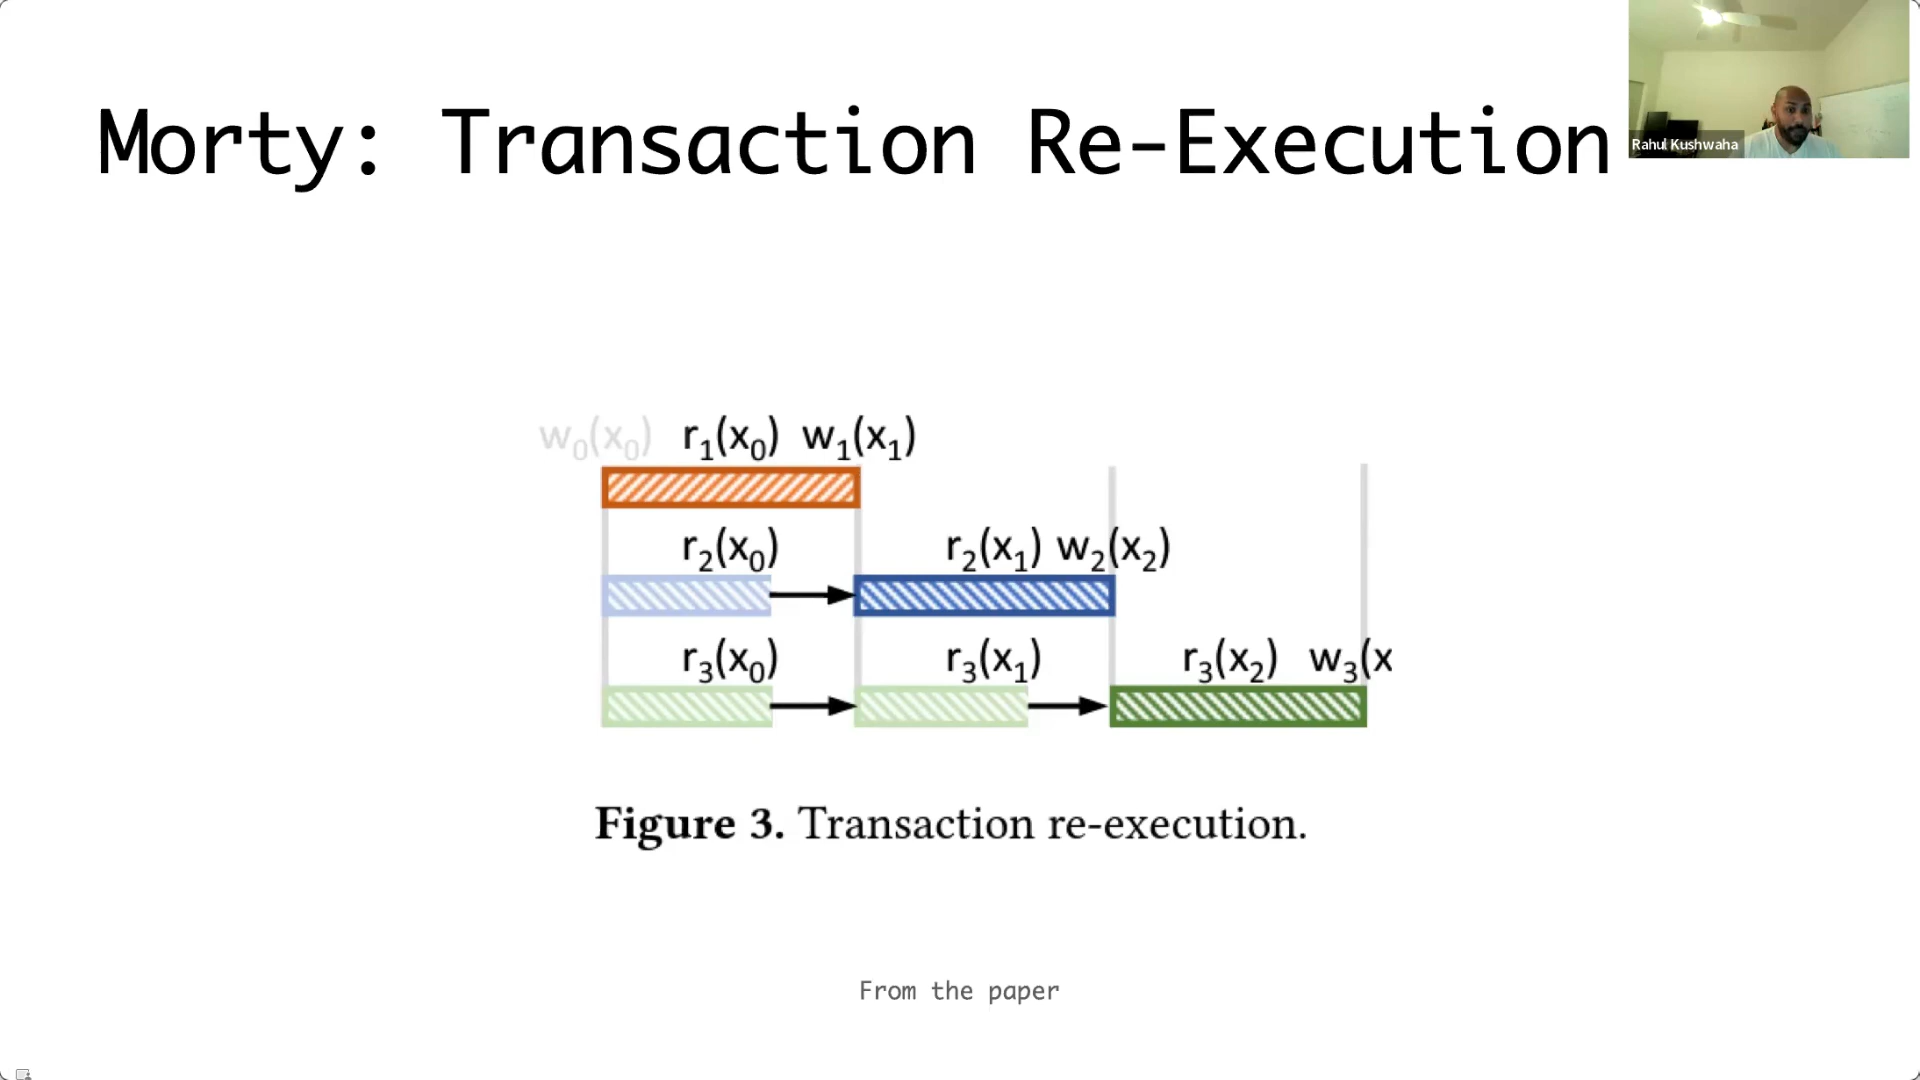 Morty: Transaction Re-Execution
Rahul Kushwaha
w₀(x₀) r₁(x₀) w₁(x₁)
r₂(x₀) r₂(x₁) w₂(x₂)
r₃(x₀) r₃(x₁) r₃(x₂) w₃(x
Figure 3. Transaction re-execution.
From the paper